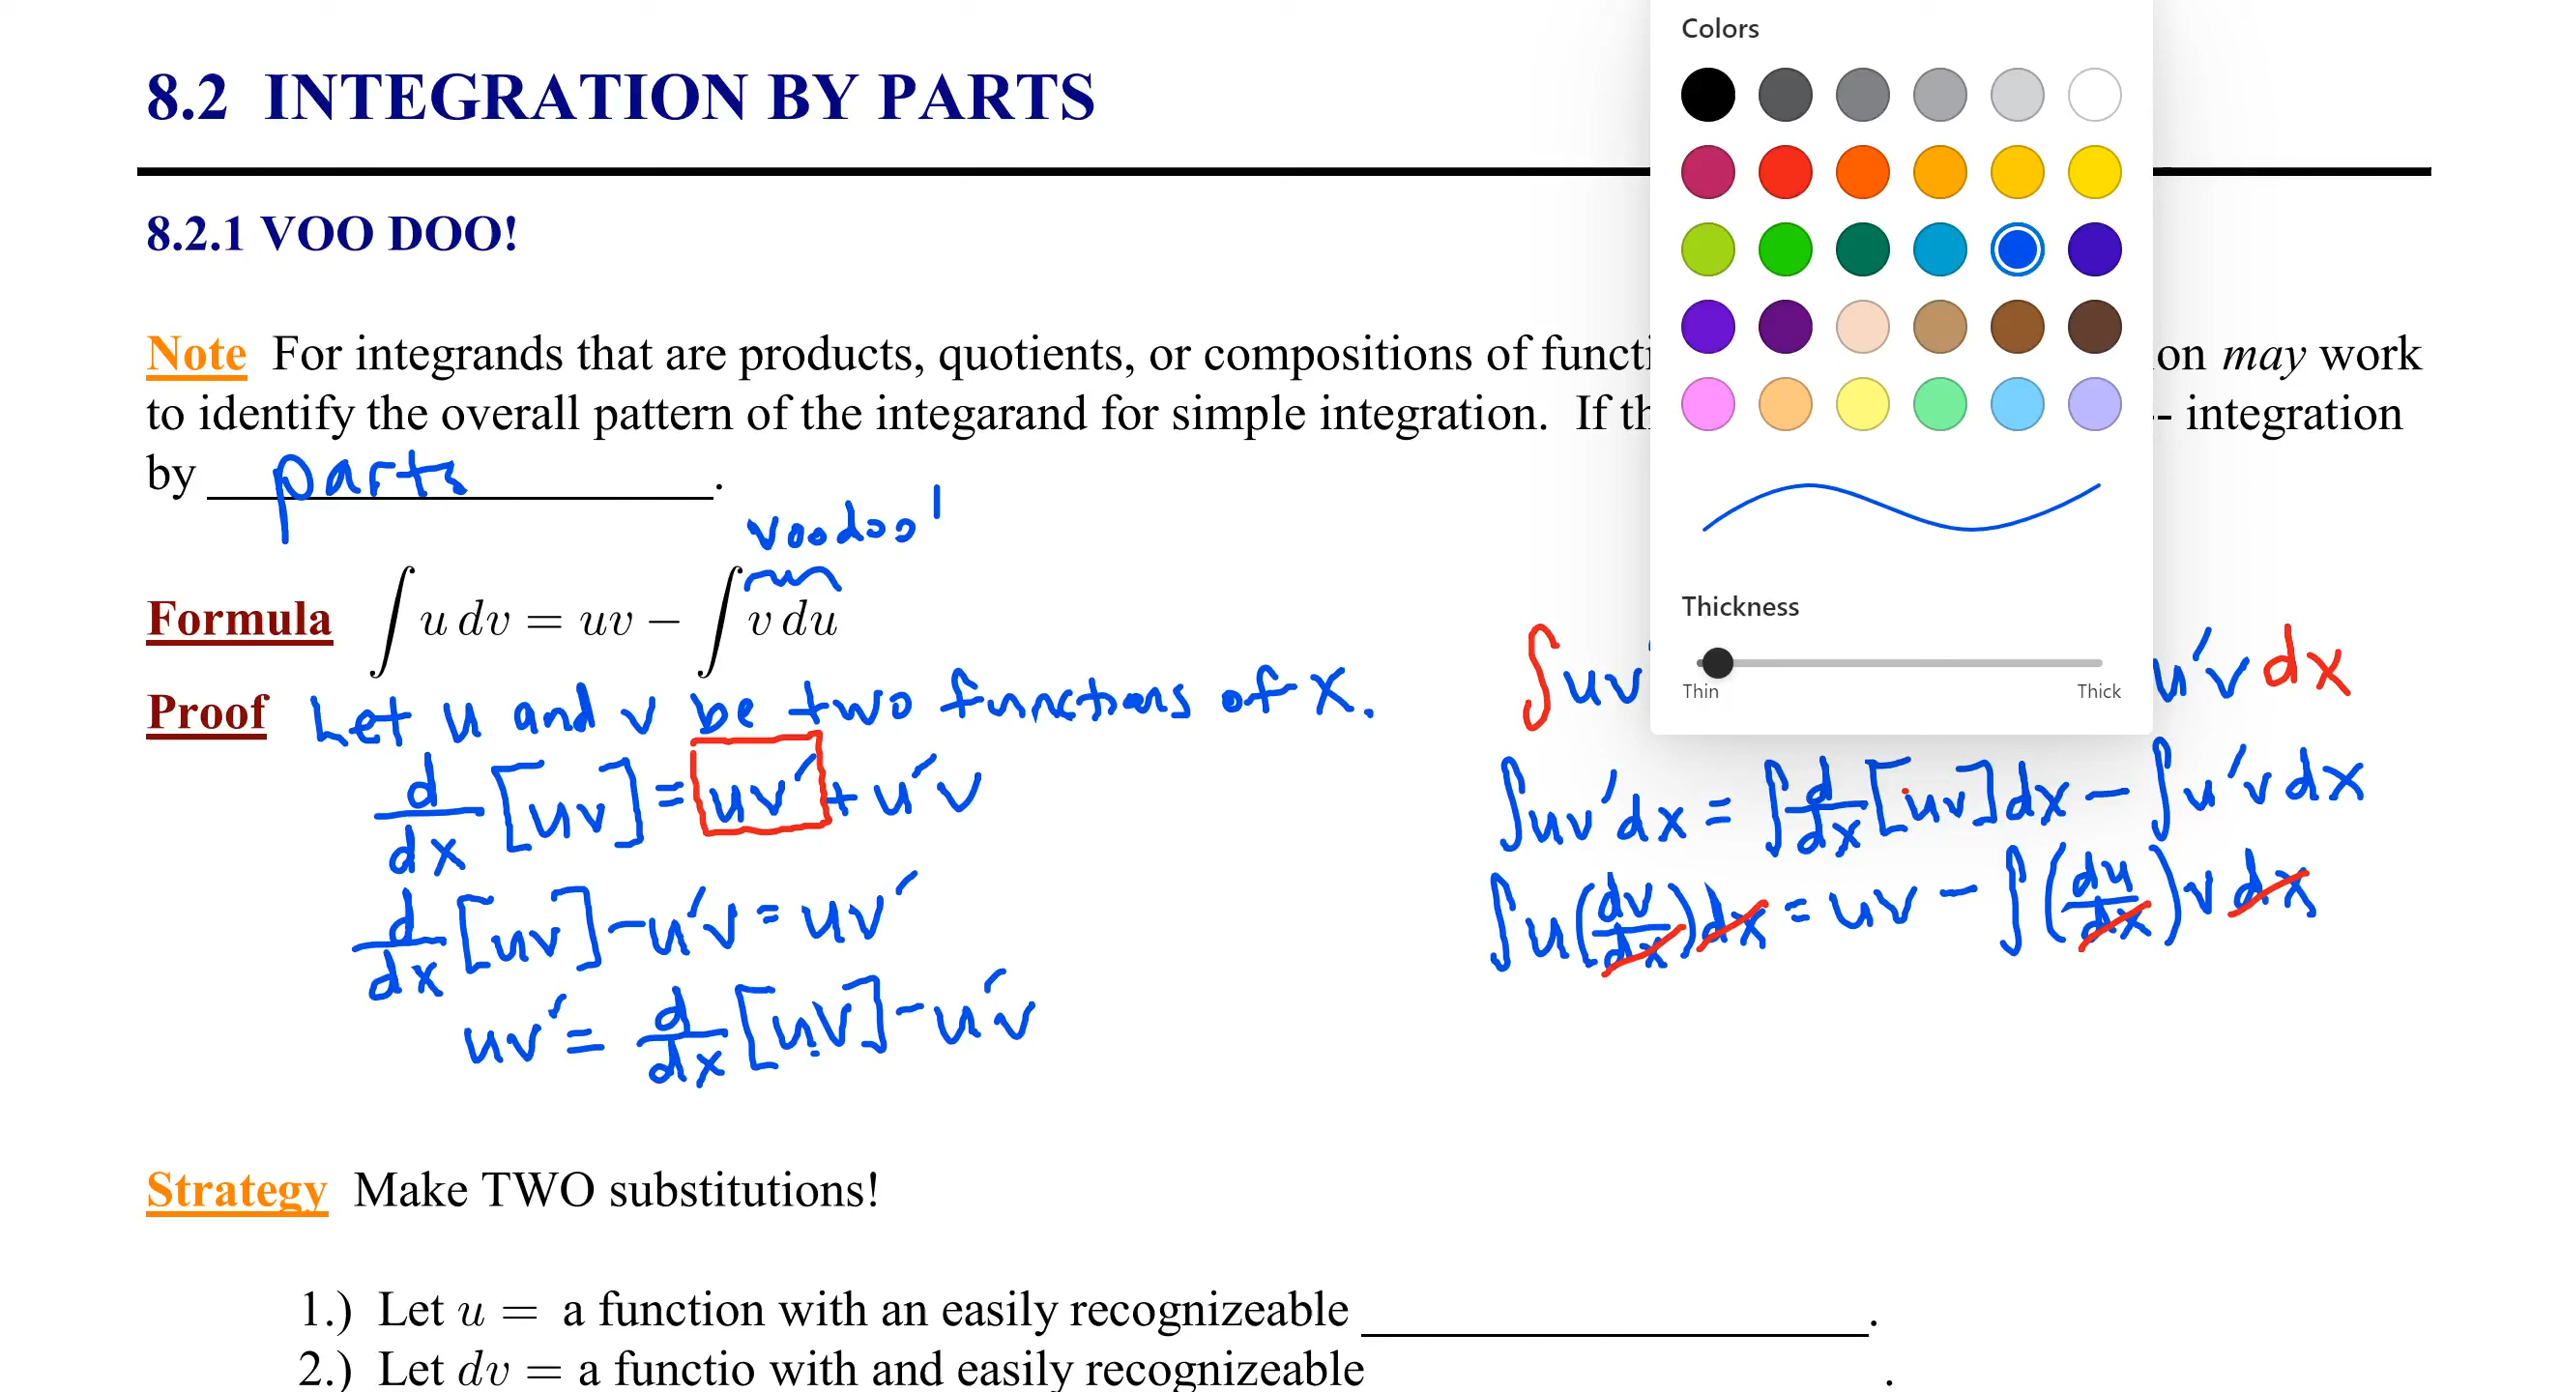 8.2 INTEGRATION BY PARTS
8.2.1 VOO DOO!
Note For integrands that are products, quotients, or compositions of functi on may work
to identify the overall pattern of the integarand for simple integration. If th -- integration
by parts.
voodoo!
Formula ∫ u dv = uv − ∫ v du
Proof Let u and v be two functions of x.
d/dx [uv] = uv′ + u′v
d/dx [uv] − u′v = uv′
uv′ = d/dx [uv] − u′v
∫ uv′ u′v dx
∫ uv′ dx = ∫ d/dx [uv] dx − ∫ u′v dx
∫ u (dv/dx) dx = uv − ∫ (du/dx) v dx
Colors
Thickness
Thin Thick
Strategy Make TWO substitutions!
1.) Let u = a function with an easily recognizeable ____________.
2.) Let dv = a functio with and easily recognizeable .